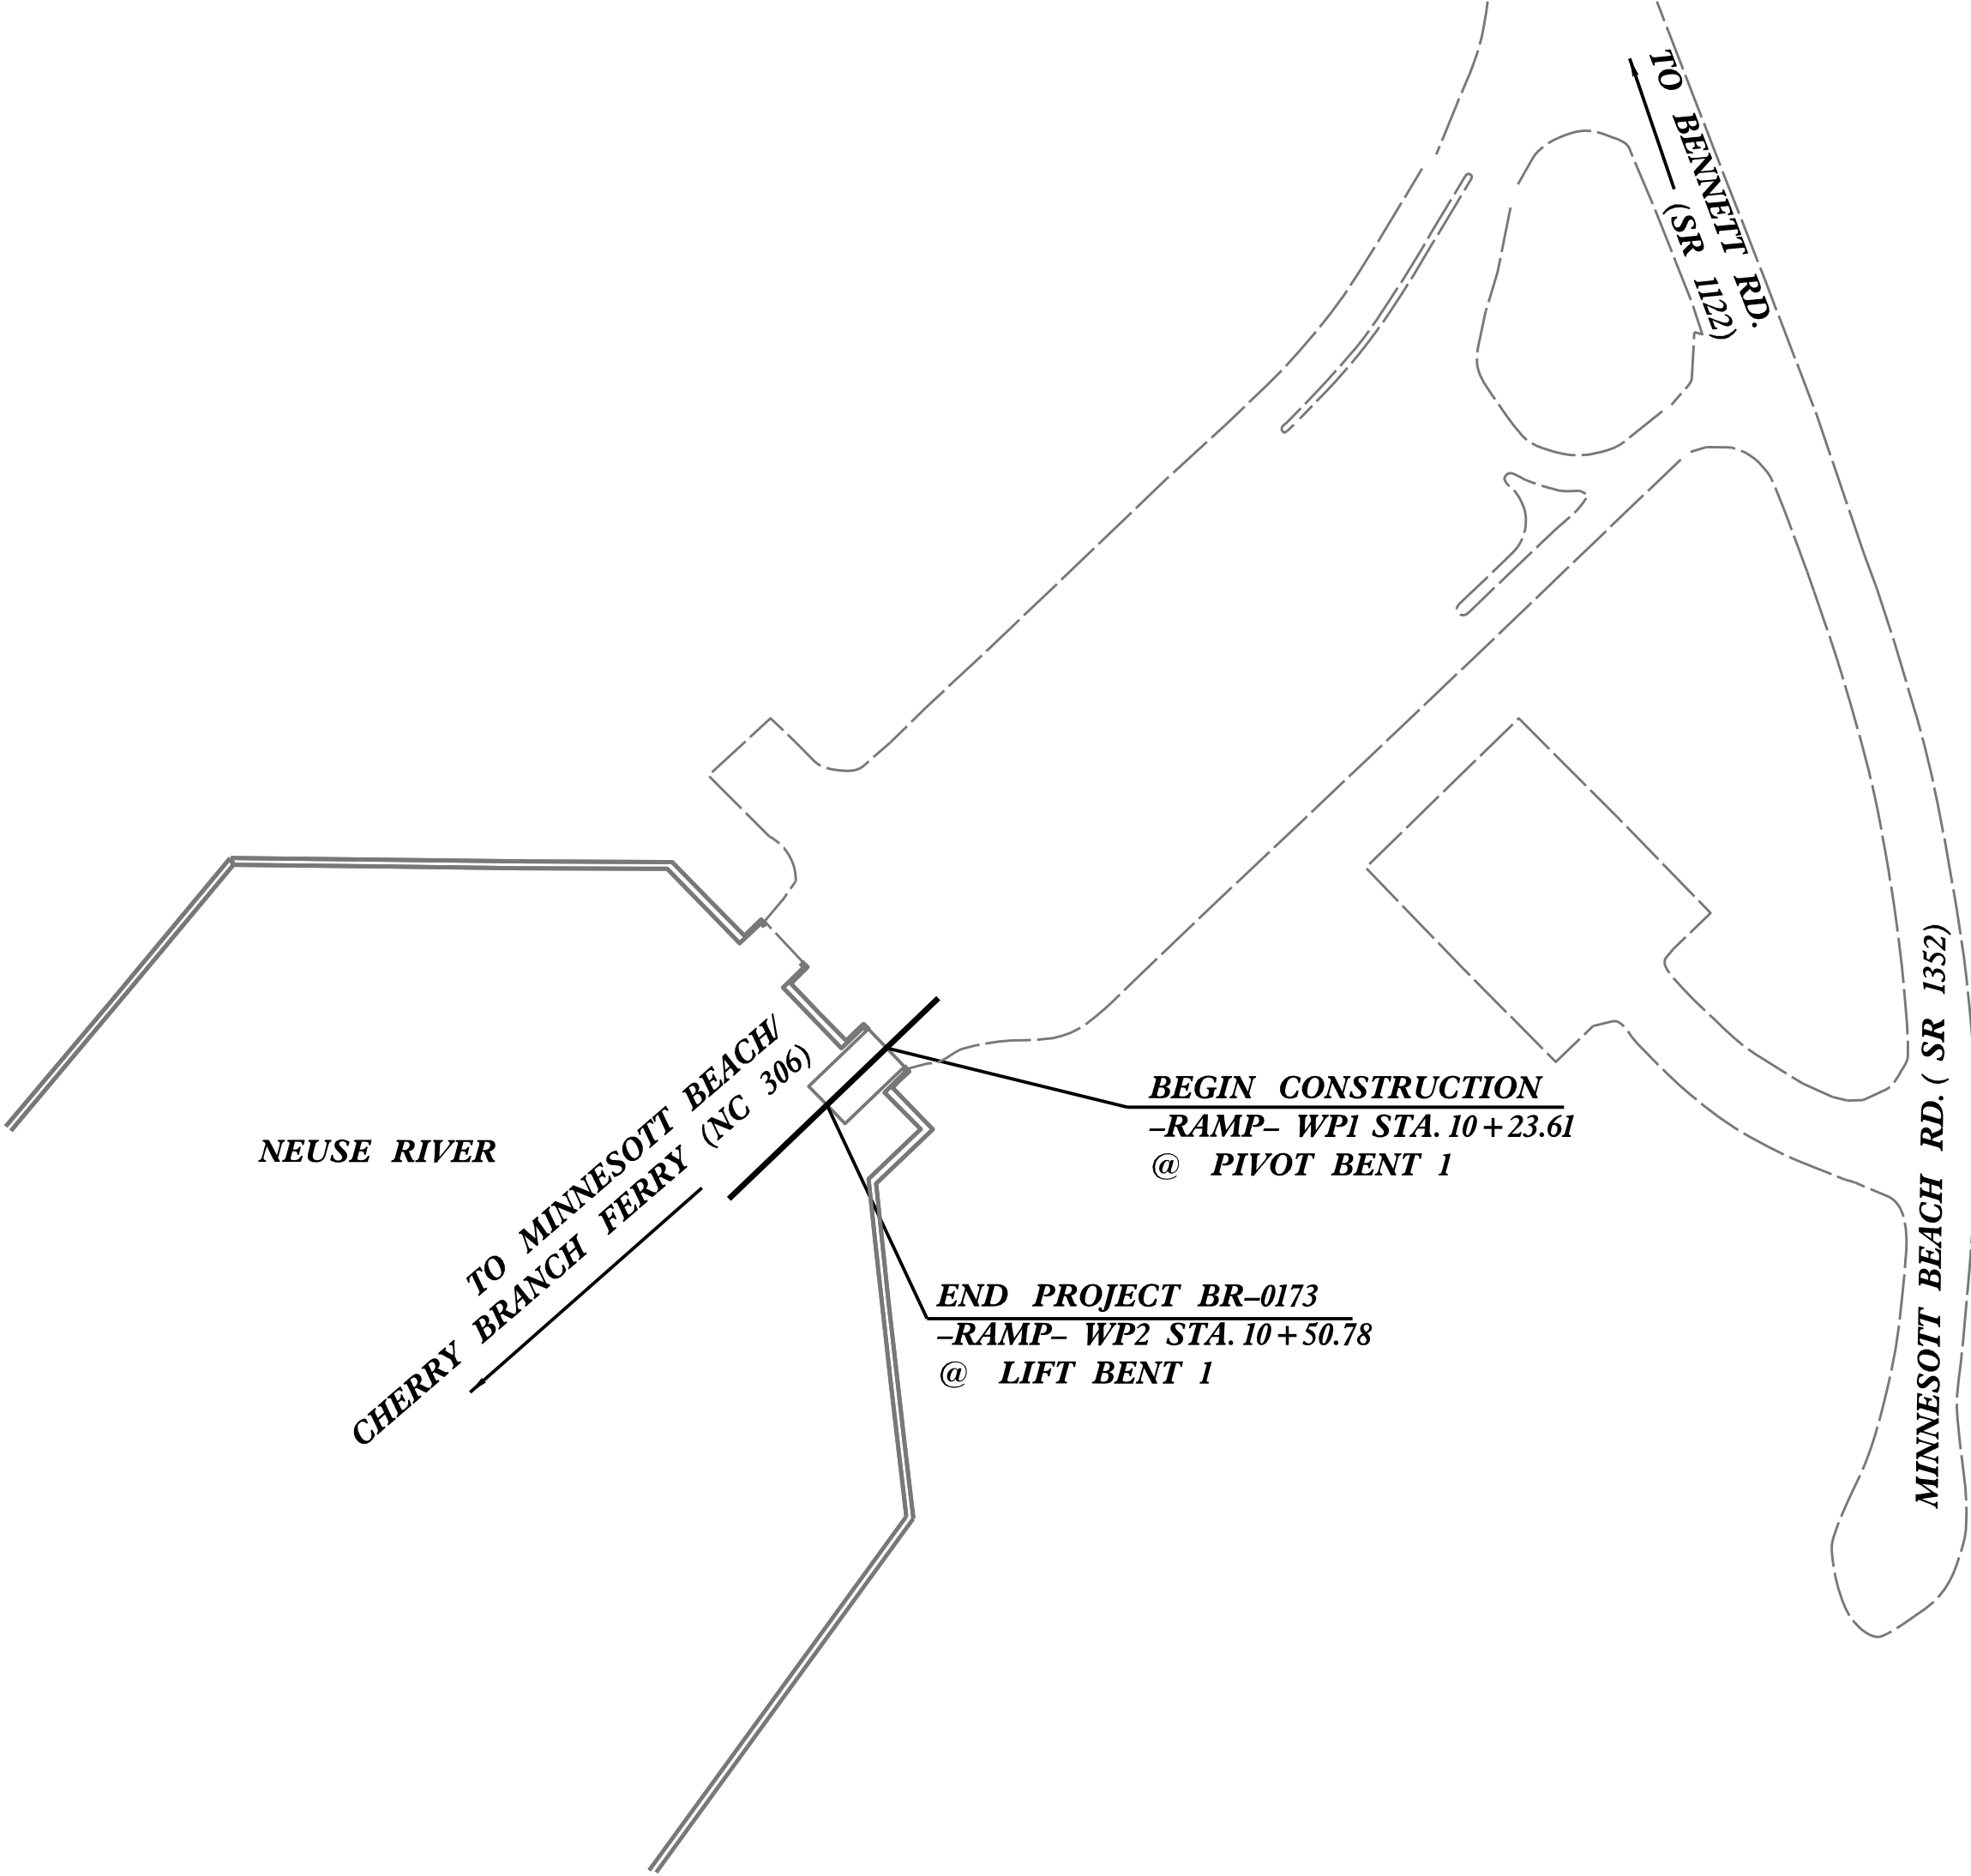 TO BENNETT RD.
(SR 1122)
MINNESOTT BEACH RD. ( SR 1352)
NEUSE RIVER
TO MINNESOTT BEACH/
CHERRY BRANCH FERRY (NC 306)
BEGIN CONSTRUCTION
–RAMP– WP1 STA. 10+23.61
@ PIVOT BENT 1
END PROJECT BR–0173
–RAMP– WP2 STA. 10+50.78
@ LIFT BENT 1